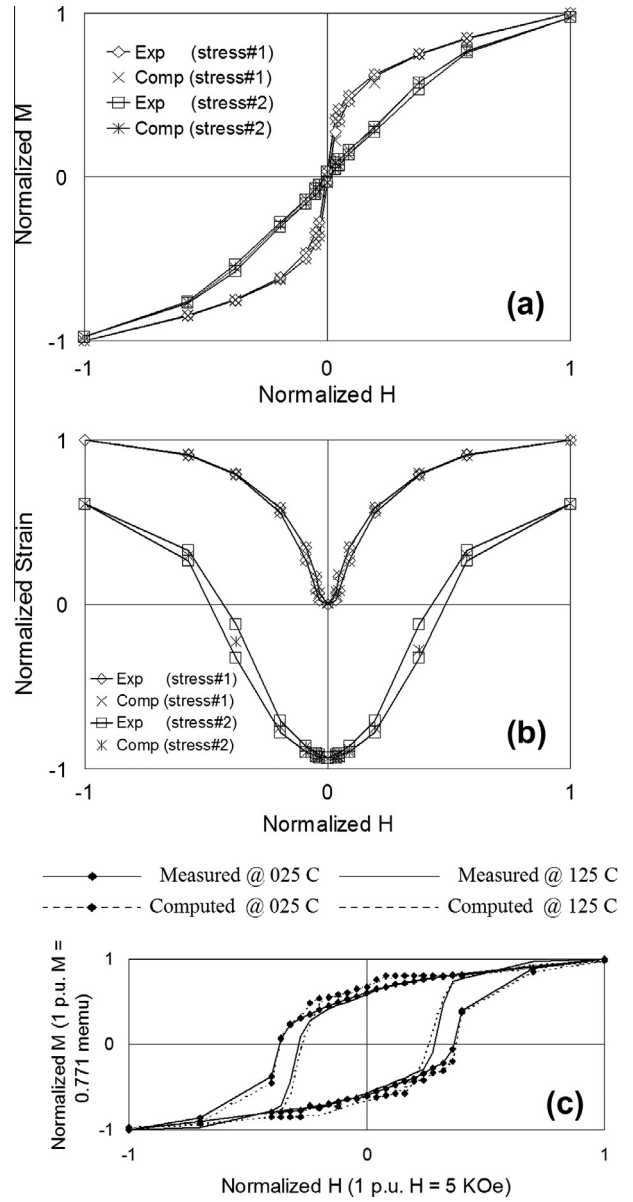 1
Exp (stress#1)
Comp (stress#1)
Exp (stress#2)
Comp (stress#2)
Normalized M
0
(a)
-1
-1 0 1
Normalized H
1
Normalized Strain
0
Exp (stress#1)
Comp (stress#1)
Exp (stress#2)
Comp (stress#2)
(b)
-1
-1 0 1
Normalized H
Measured @ 025 C Measured @ 125 C
Computed @ 025 C Computed @ 125 C
Normalized M (1 p.u. M =
0.771 memu)
1
0
-1
(c)
-1 0 1
Normalized H (1 p.u. H = 5 KOe)